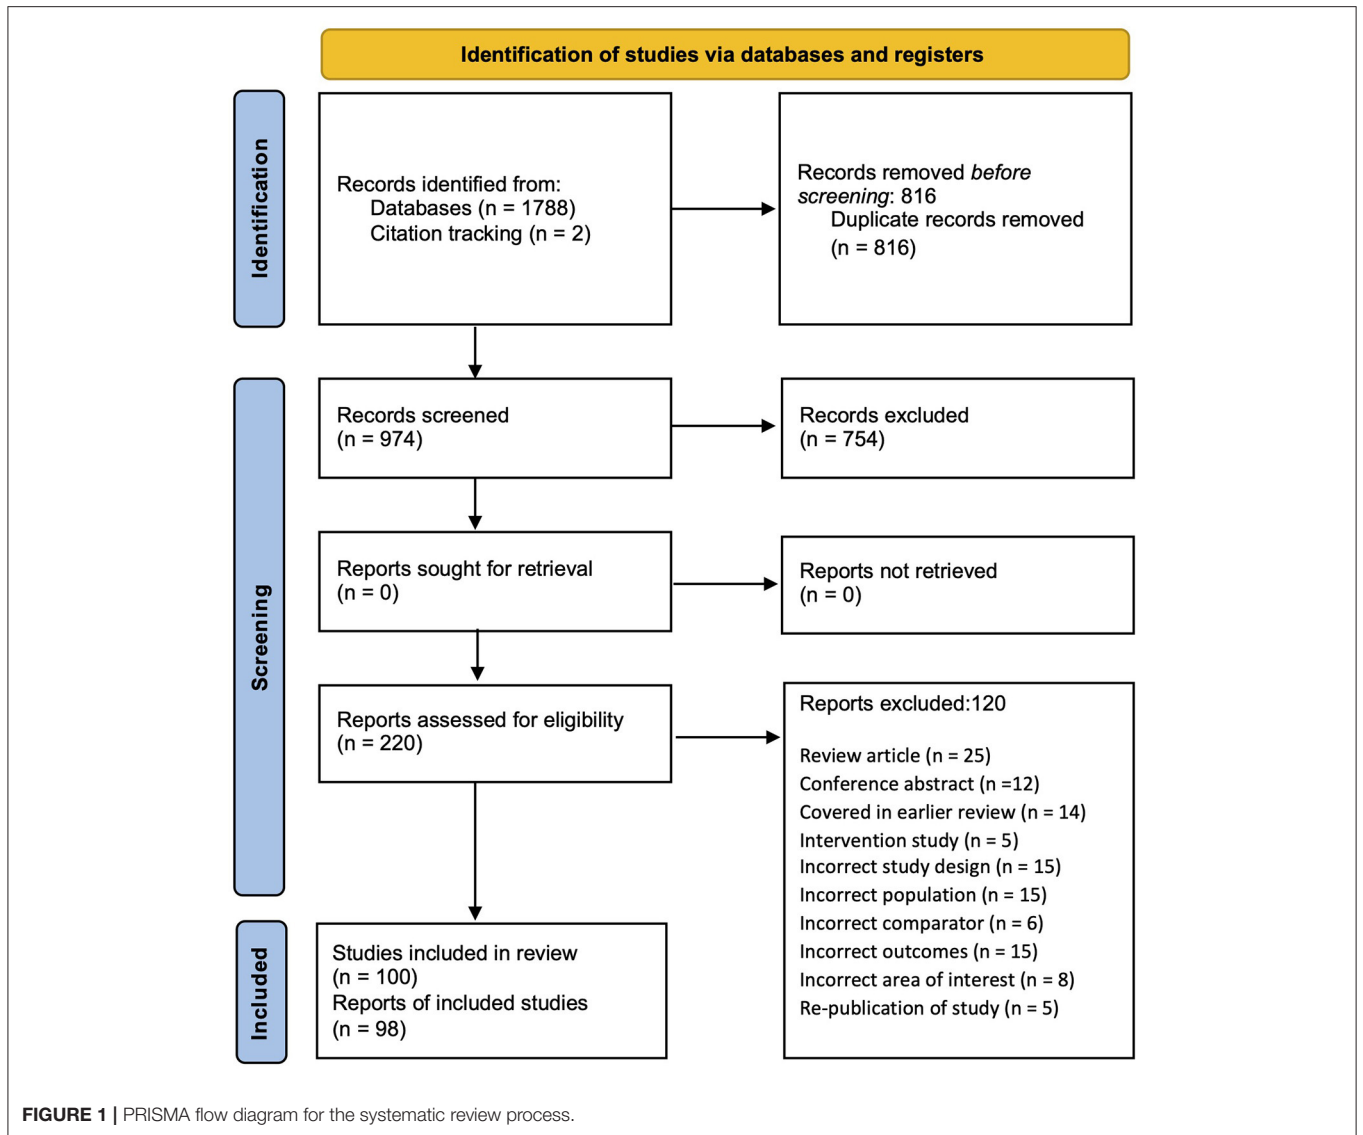 Identification of studies via databases and registers
Identification
Records identified from:
Databases (n = 1788)
Citation tracking (n = 2)
Records removed before
screening: 816
Duplicate records removed
(n = 816)
Screening
Records screened
(n = 974)
Records excluded
(n = 754)
Reports sought for retrieval
(n = 0)
Reports not retrieved
(n = 0)
Reports assessed for eligibility
(n = 220)
Reports excluded:120
Review article (n = 25)
Conference abstract (n =12)
Covered in earlier review (n = 14)
Intervention study (n = 5)
Incorrect study design (n = 15)
Incorrect population (n = 15)
Incorrect comparator (n = 6)
Incorrect outcomes (n = 15)
Incorrect area of interest (n = 8)
Re-publication of study (n = 5)
Included
Studies included in review
(n = 100)
Reports of included studies
(n = 98)
FIGURE 1 | PRISMA flow diagram for the systematic review process.